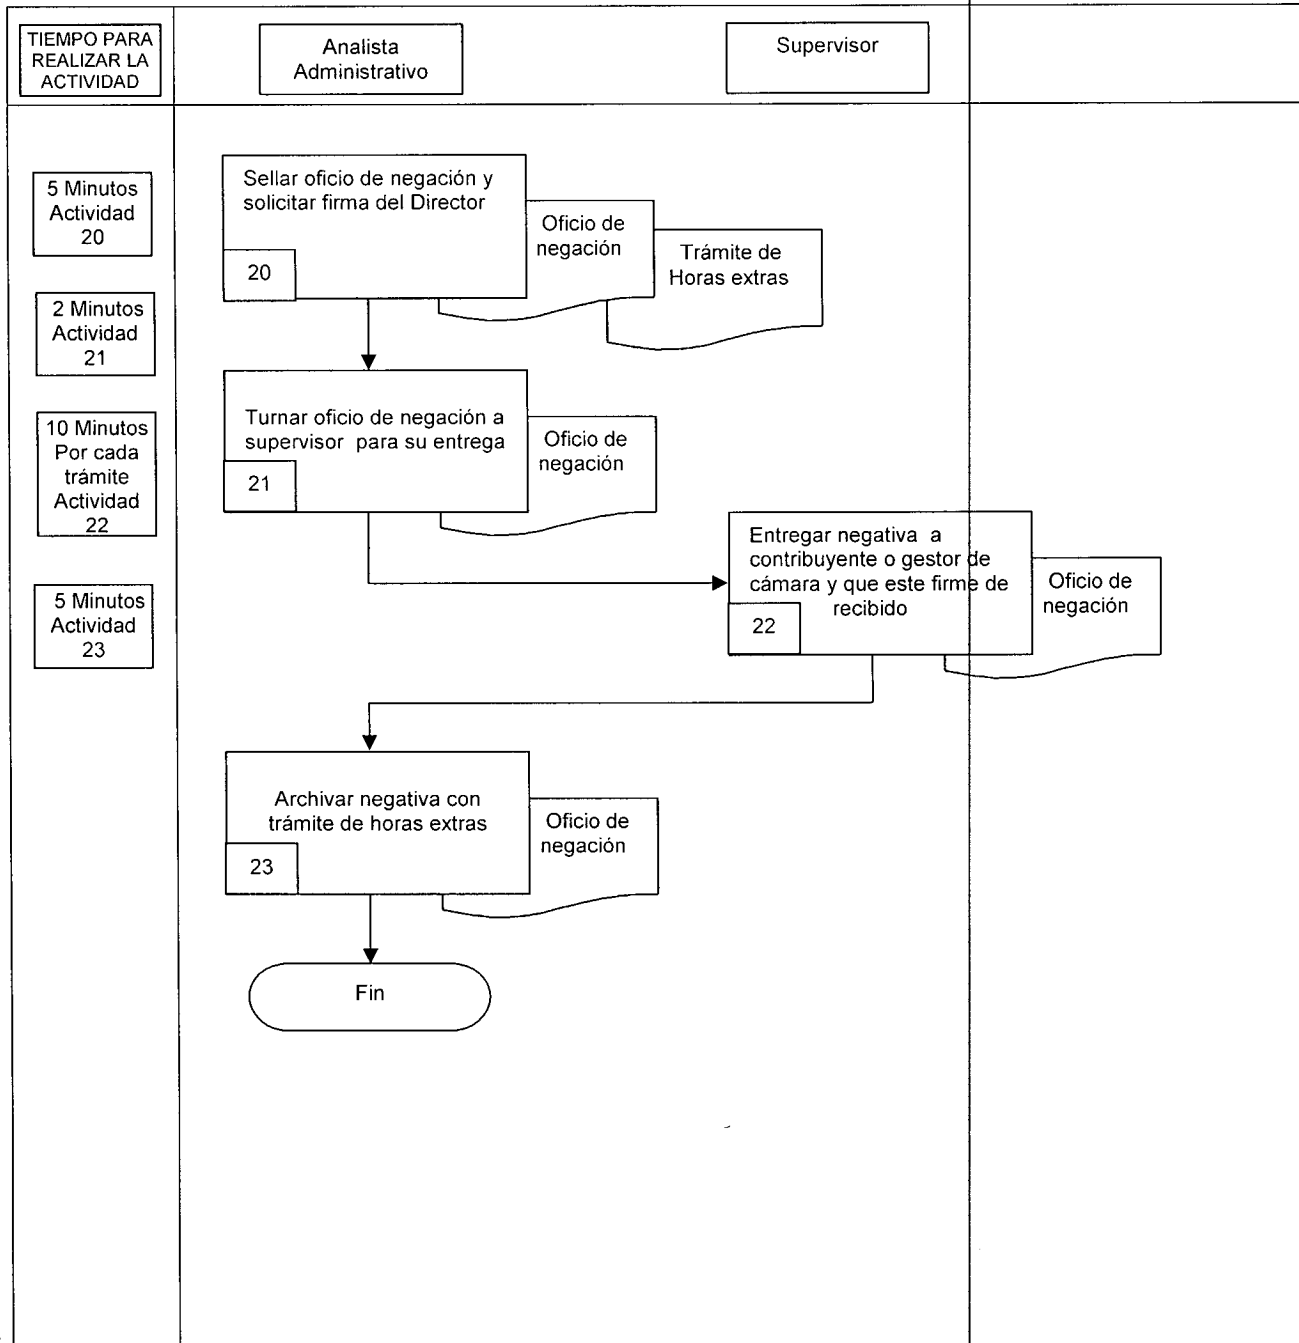 TIEMPO PARA
REALIZAR LA
ACTIVIDAD
Analista
Administrativo
Supervisor
5 Minutos
Actividad
20
Sellar oficio de negación y
solicitar firma del Director
20
Oficio de
negación
Trámite de
Horas extras
2 Minutos
Actividad
21
Turnar oficio de negación a
supervisor para su entrega
21
Oficio de
negación
10 Minutos
Por cada
trámite
Actividad
22
Entregar negativa a
contribuyente o gestor de
cámara y que este firme de
recibido
22
Oficio de
negación
5 Minutos
Actividad
23
Archivar negativa con
trámite de horas extras
23
Oficio de
negación
Fin